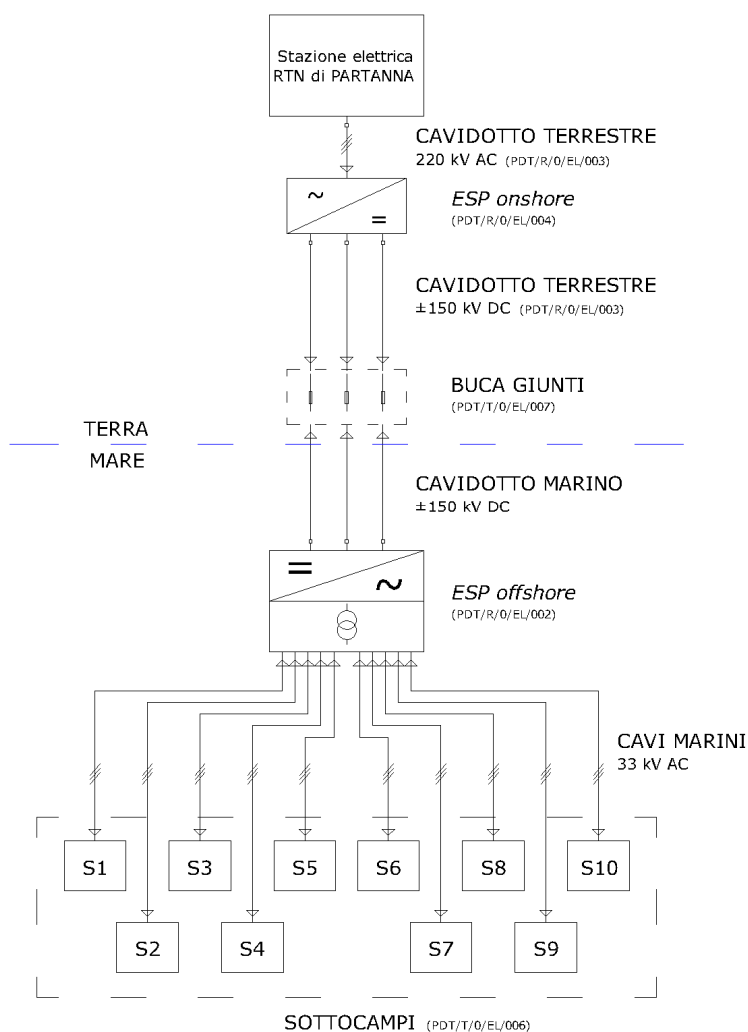 Stazione elettrica
RTN di PARTANNA
CAVIDOTTO TERRESTRE
220 kV AC (PDT/R/0/EL/003)
~
=
ESP onshore
(PDT/R/0/EL/004)
CAVIDOTTO TERRESTRE
±150 kV DC (PDT/R/0/EL/003)
BUCA GIUNTI
(PDT/T/0/EL/007)
TERRA
MARE
CAVIDOTTO MARINO
±150 kV DC
=
~
ESP offshore
(PDT/R/0/EL/002)
CAVI MARINI
33 kV AC
S1 S3 S5 S6 S8 S10
S2 S4 S7 S9
SOTTOCAMPI (PDT/T/0/EL/006)